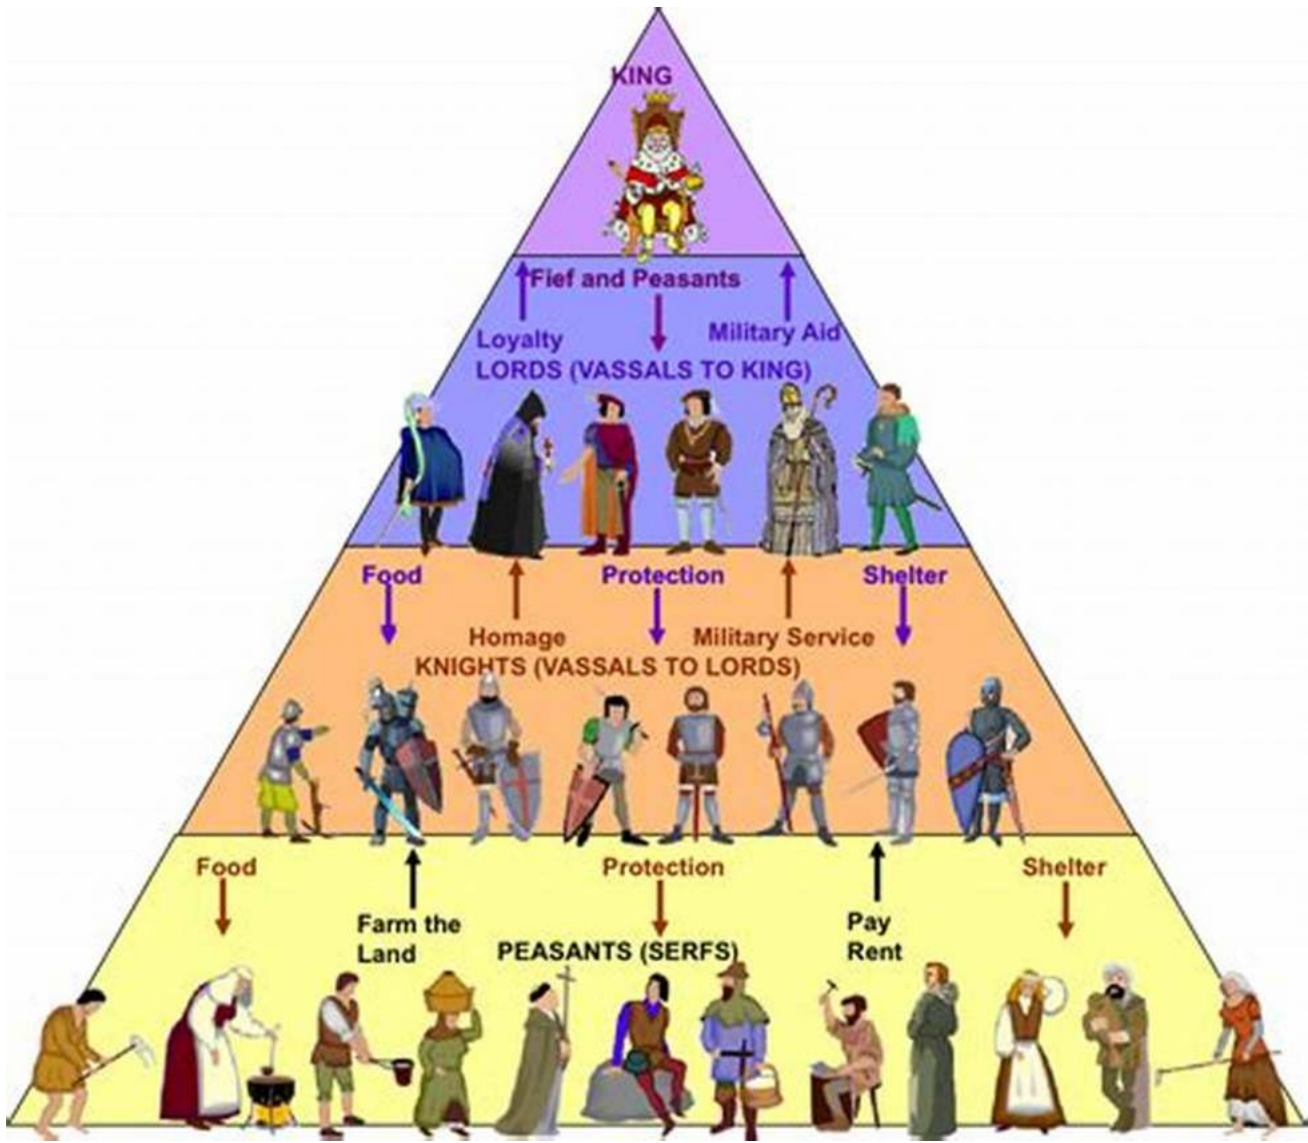 KING
Fief and Peasants
Loyalty
Military Aid
LORDS (VASSALS TO KING)
Food Protection Shelter
Homage Military Service
KNIGHTS (VASSALS TO LORDS)
Food Protection Shelter
Farm the
Land
Pay
Rent
PEASANTS (SERFS)